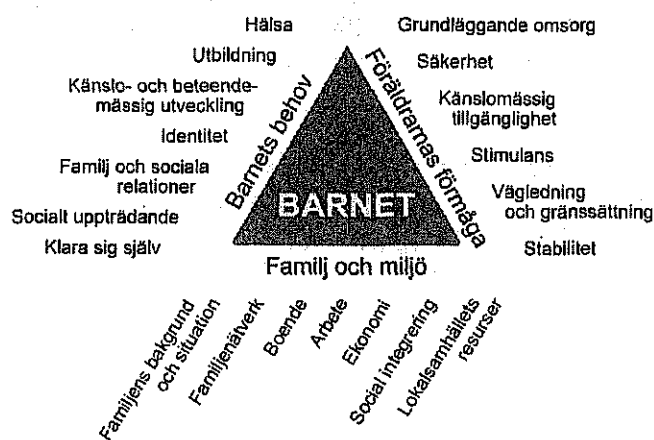 Hälsa
Utbildning
Känslo- och beteende-
mässig utveckling
Identitet
Familj och sociala
relationer
Socialt uppträdande
Klara sig själv
Barnets behov
BARNET
Föräldrarnas förmåga
Grundläggande omsorg
Säkerhet
Känslomässig
tillgänglighet
Stimulans
Vägledning
och gränssättning
Stabilitet
Familj och miljö
Familjens bakgrund
och situation
Familjenätverk
Boende
Arbete
Ekonomi
Social integrering
Lokalsamhällets
resurser